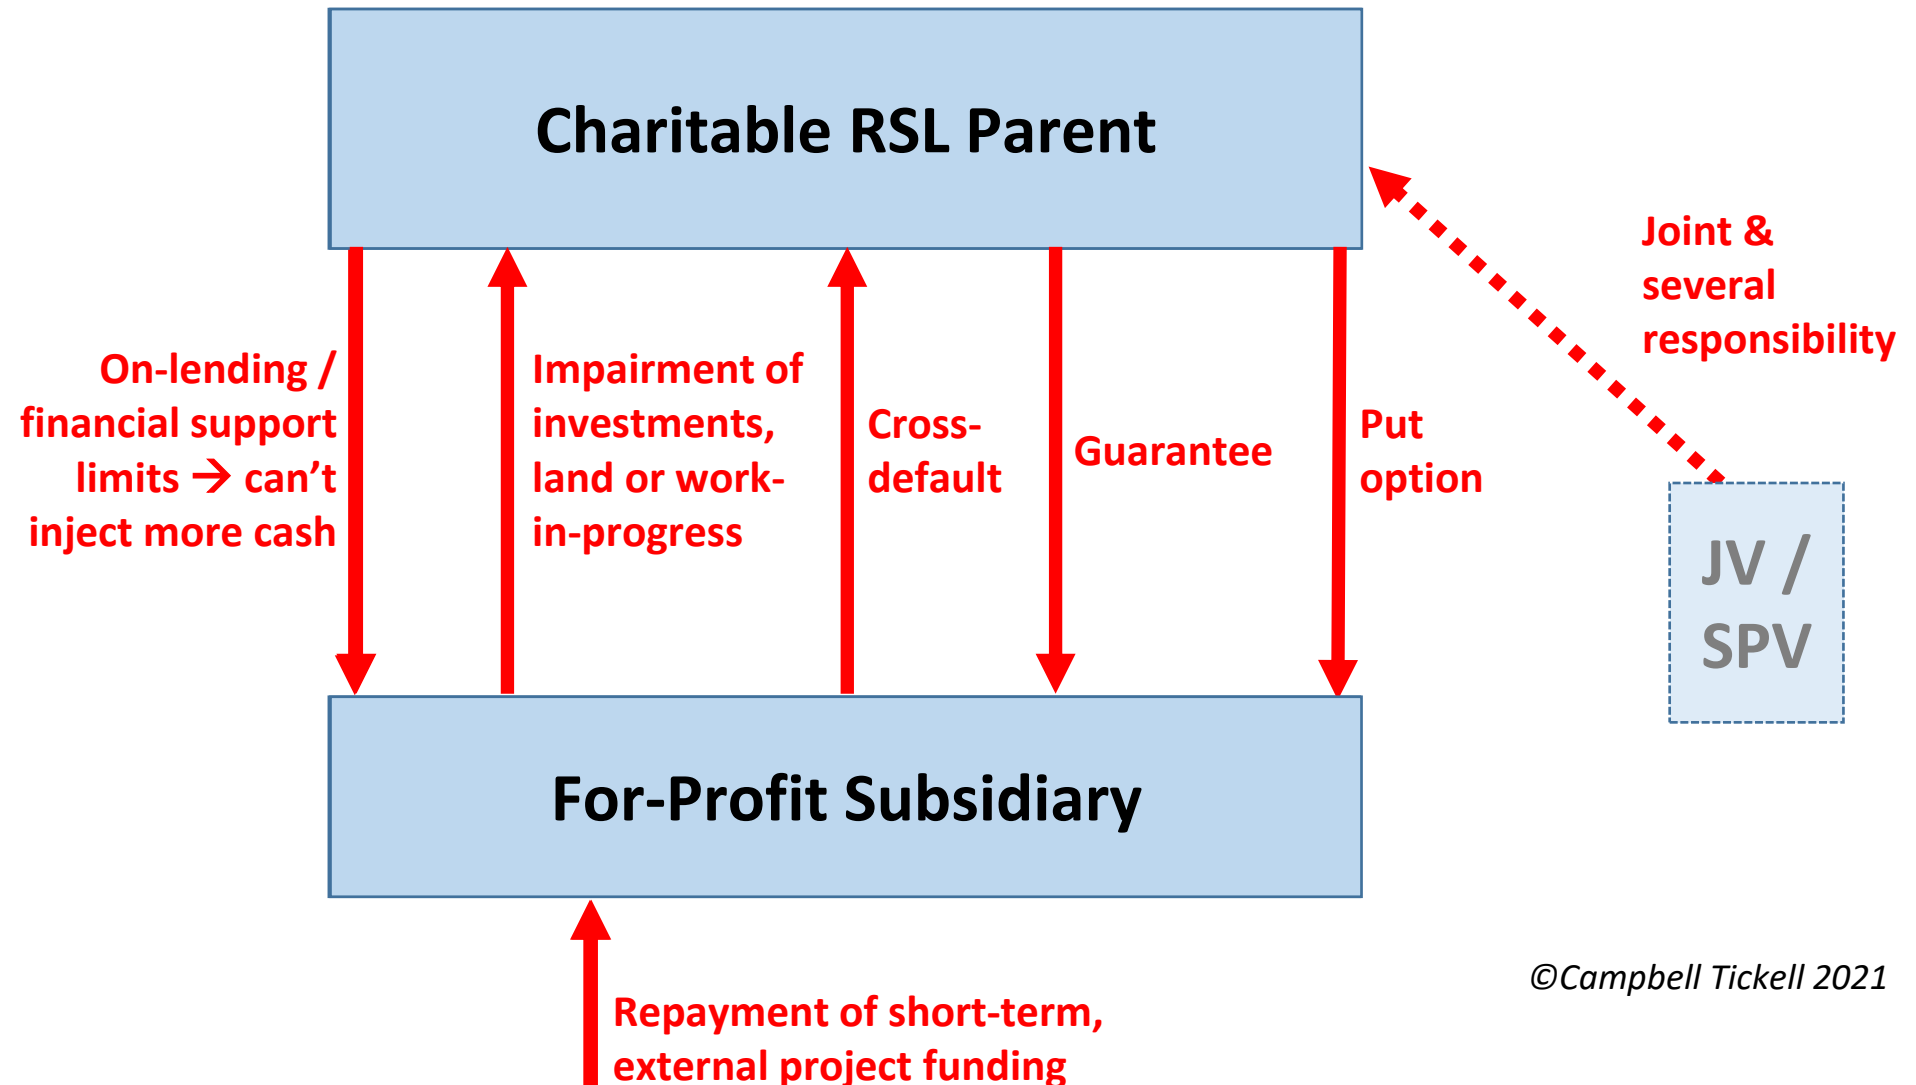 Charitable RSL Parent
Joint &
several
responsibility
On-lending /
financial support
limits → can't
inject more cash
Impairment of
investments,
land or work-
in-progress
Cross-
default
Guarantee
Put
option
JV /
SPV
For-Profit Subsidiary
©Campbell Tickell 2021
Repayment of short-term,
external project funding